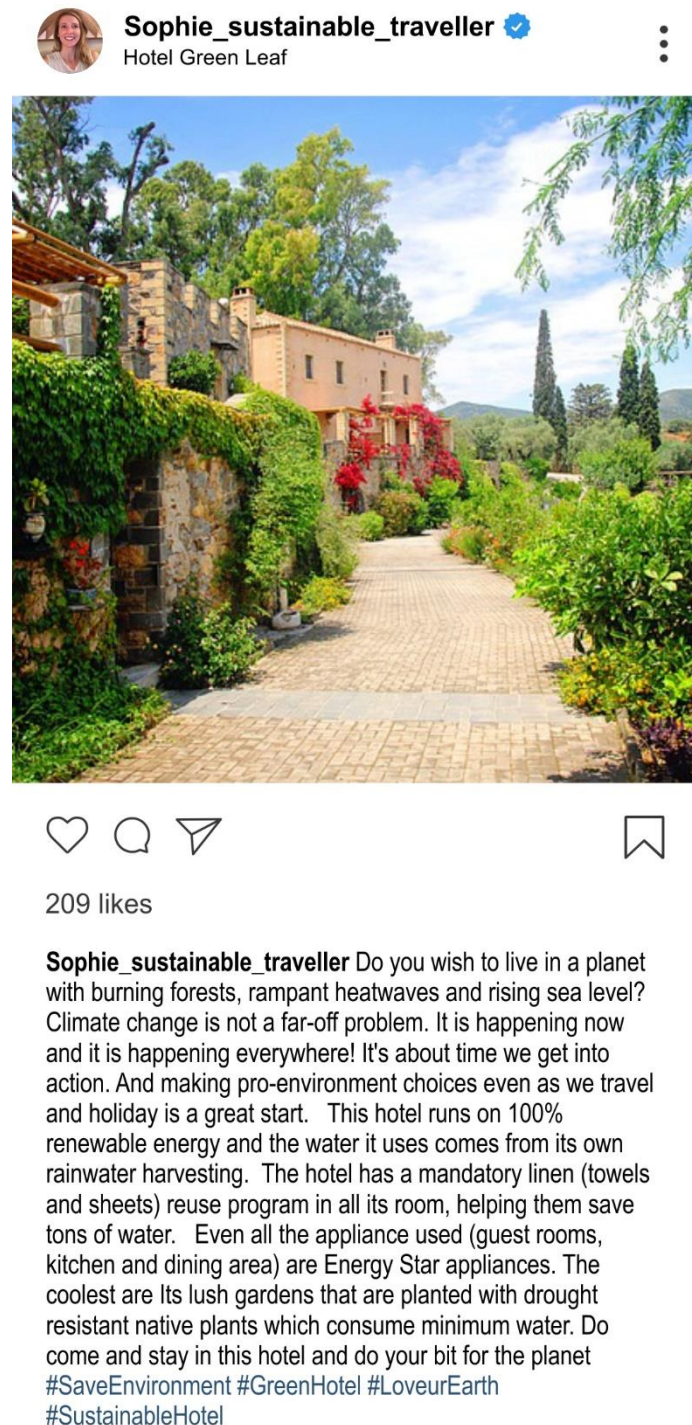 Sophie_sustainable_traveller
Hotel Green Leaf
209 likes
Sophie_sustainable_traveller Do you wish to live in a planet
with burning forests, rampant heatwaves and rising sea level?
Climate change is not a far-off problem. It is happening now
and it is happening everywhere! It's about time we get into
action. And making pro-environment choices even as we travel
and holiday is a great start.   This hotel runs on 100%
renewable energy and the water it uses comes from its own
rainwater harvesting.  The hotel has a mandatory linen (towels
and sheets) reuse program in all its room, helping them save
tons of water.   Even all the appliance used (guest rooms,
kitchen and dining area) are Energy Star appliances. The
coolest are Its lush gardens that are planted with drought
resistant native plants which consume minimum water. Do
come and stay in this hotel and do your bit for the planet
#SaveEnvironment #GreenHotel #LoveurEarth
#SustainableHotel